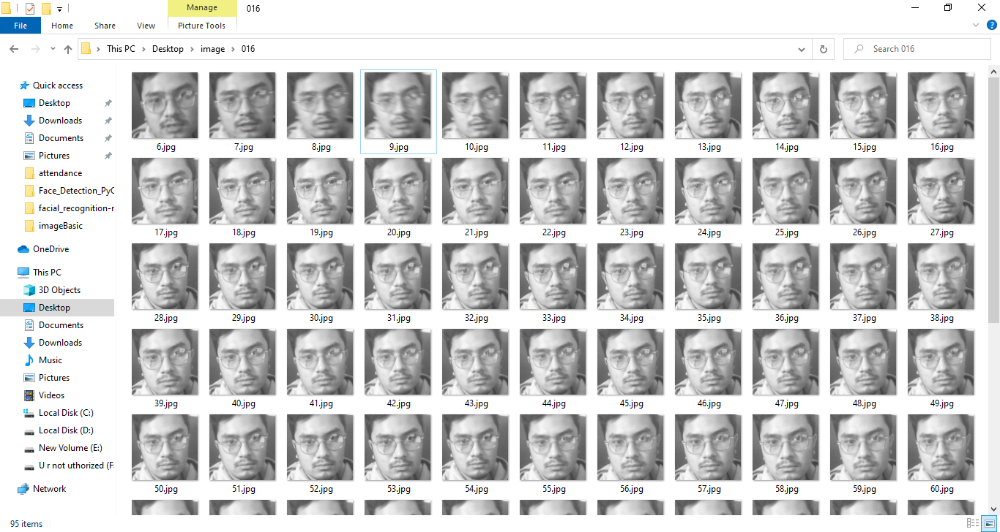 Manage 016
File Home Share View Picture Tools
This PC Desktop image 016 Search 016
Quick access
Desktop
Downloads
Documents
Pictures
attendance
Face_Detection_PyC
facial_recognition-r
imageBasic
OneDrive
This PC
3D Objects
Desktop
Documents
Downloads
Music
Pictures
Videos
Local Disk (C:)
Local Disk (D:)
New Volume (E:)
U r not uthorized (F:
Network
6.jpg 7.jpg 8.jpg 9.jpg 10.jpg 11.jpg 12.jpg 13.jpg 14.jpg 15.jpg 16.jpg
17.jpg 18.jpg 19.jpg 20.jpg 21.jpg 22.jpg 23.jpg 24.jpg 25.jpg 26.jpg 27.jpg
28.jpg 29.jpg 30.jpg 31.jpg 32.jpg 33.jpg 34.jpg 35.jpg 36.jpg 37.jpg 38.jpg
39.jpg 40.jpg 41.jpg 42.jpg 43.jpg 44.jpg 45.jpg 46.jpg 47.jpg 48.jpg 49.jpg
50.jpg 51.jpg 52.jpg 53.jpg 54.jpg 55.jpg 56.jpg 57.jpg 58.jpg 59.jpg 60.jpg
95 items